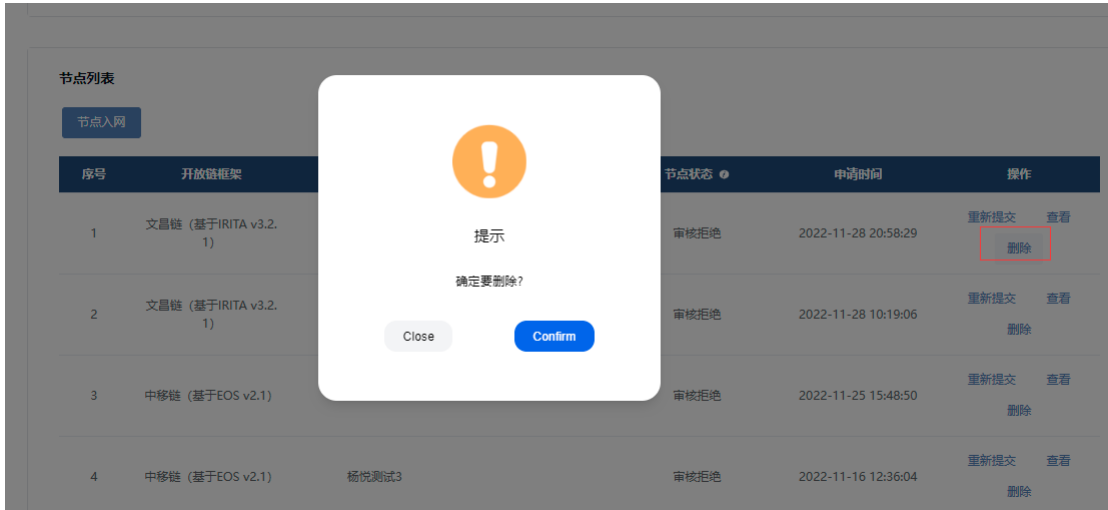 节点列表
节点入网
序号 开放链框架 节点状态 申请时间 操作
1 文昌链（基于IRITA v3.2.
1） 审核拒绝 2022-11-28 20:58:29 重新提交 查看
删除
2 文昌链（基于IRITA v3.2.
1） 审核拒绝 2022-11-28 10:19:06 重新提交 查看
删除
3 中移链（基于EOS v2.1） 审核拒绝 2022-11-25 15:48:50 重新提交 查看
删除
4 中移链（基于EOS v2.1） 杨悦测试3 审核拒绝 2022-11-16 12:36:04 重新提交 查看
删除
提示
确定要删除?
Close Confirm